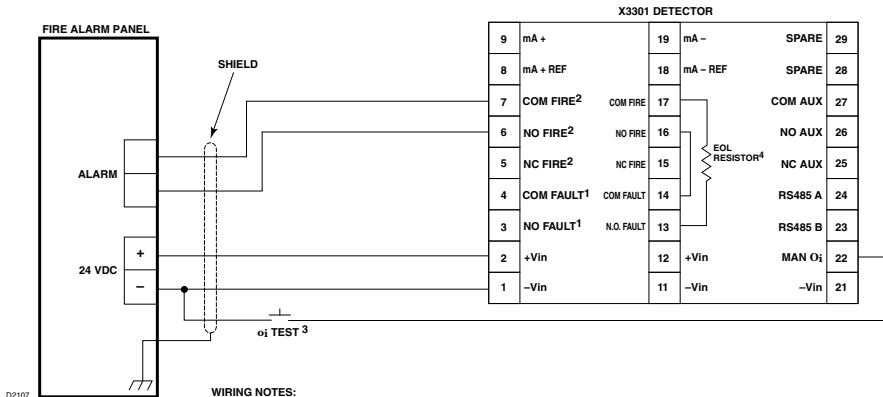 X3301 DETECTOR
FIRE ALARM PANEL
SHIELD
ALARM
24 VDC
+
–
9 mA + 19 mA – SPARE 29
8 mA + REF 18 mA – REF SPARE 28
7 COM FIRE2 COM FIRE 17 COM AUX 27
6 NO FIRE2 NO FIRE 16 NO AUX 26
5 NC FIRE2 NC FIRE 15 NC AUX 25
EOL
RESISTOR4
4 COM FAULT1 COM FAULT 14 RS485 A 24
3 NO FAULT1 N.O. FAULT 13 RS485 B 23
2 +Vin 12 +Vin MAN Oi 22
1 –Vin 11 –Vin –Vin 21
oi TEST 3
D2107
WIRING NOTES: